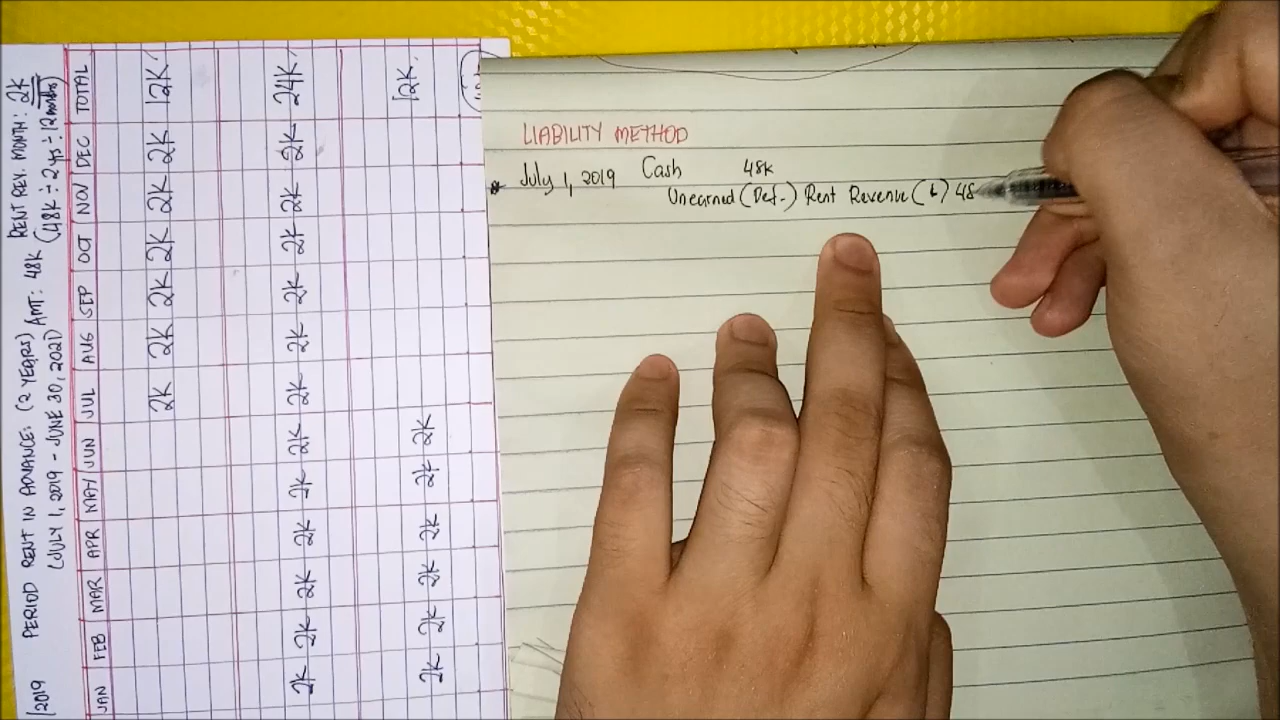 PERIOD RENT IN ADVANCE: (2 YEARS) AMT: 48K RENT REV. MONTH: 2K
(JULY 1, 2019 - JUNE 30, 2021) (48K ÷ 2yrs ÷ 12 months)
2019
JAN FEB MAR APR MAY JUN JUL AUG SEP OCT NOV DEC TOTAL
2K 2K 2K 2K 2K 2K 12K
2K 2K 2K 2K 2K 2K 2K 2K 2K 2K 2K 2K 24K
2K 2K 2K 2K 2K 2K 12K
LIABILITY METHOD
* July 1, 2019 Cash 48K
Unearned (Def.) Rent Revenue (L) 48